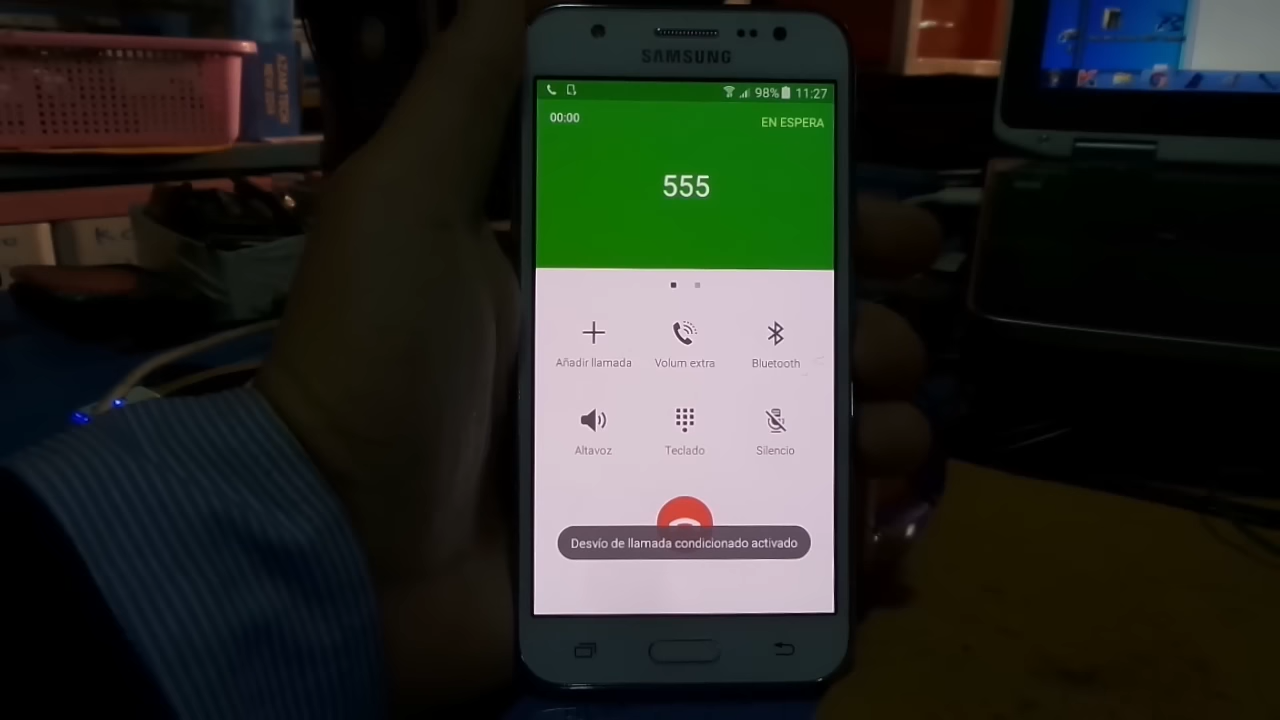 SAMSUNG
98% 11:27
00:00
EN ESPERA
555
Añadir llamada
Volum extra
Bluetooth
Altavoz
Teclado
Silencio
Desvío de llamada condicionado activado